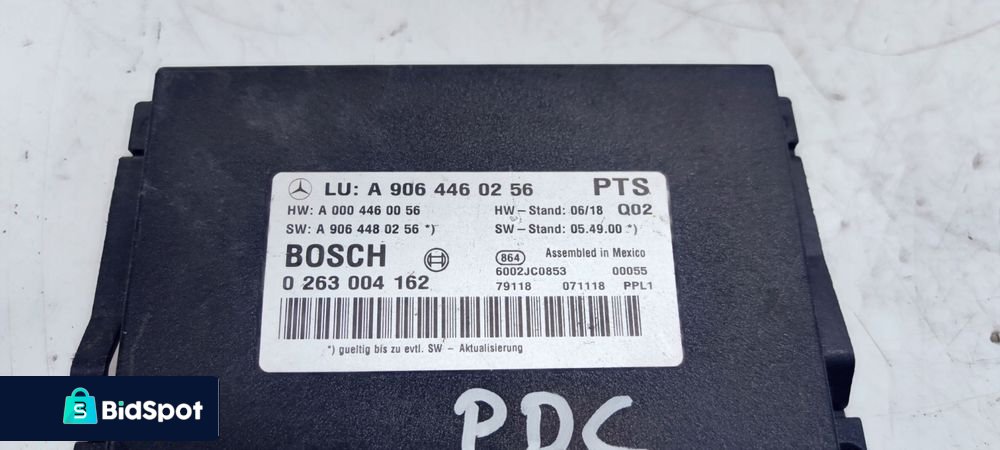 LU: A 906 446 02 56 PTS
HW: A 000 446 00 56 HW-Stand: 06/18 Q02
SW: A 906 448 02 56 *) SW-Stand: 05.49.00 *)
BOSCH 864 Assembled in Mexico
6002JC0853 00055
0 263 004 162 79118 071118 PPL1
*) gueltig bis zu evtl. SW - Aktualisierung
PDC
BidSpot